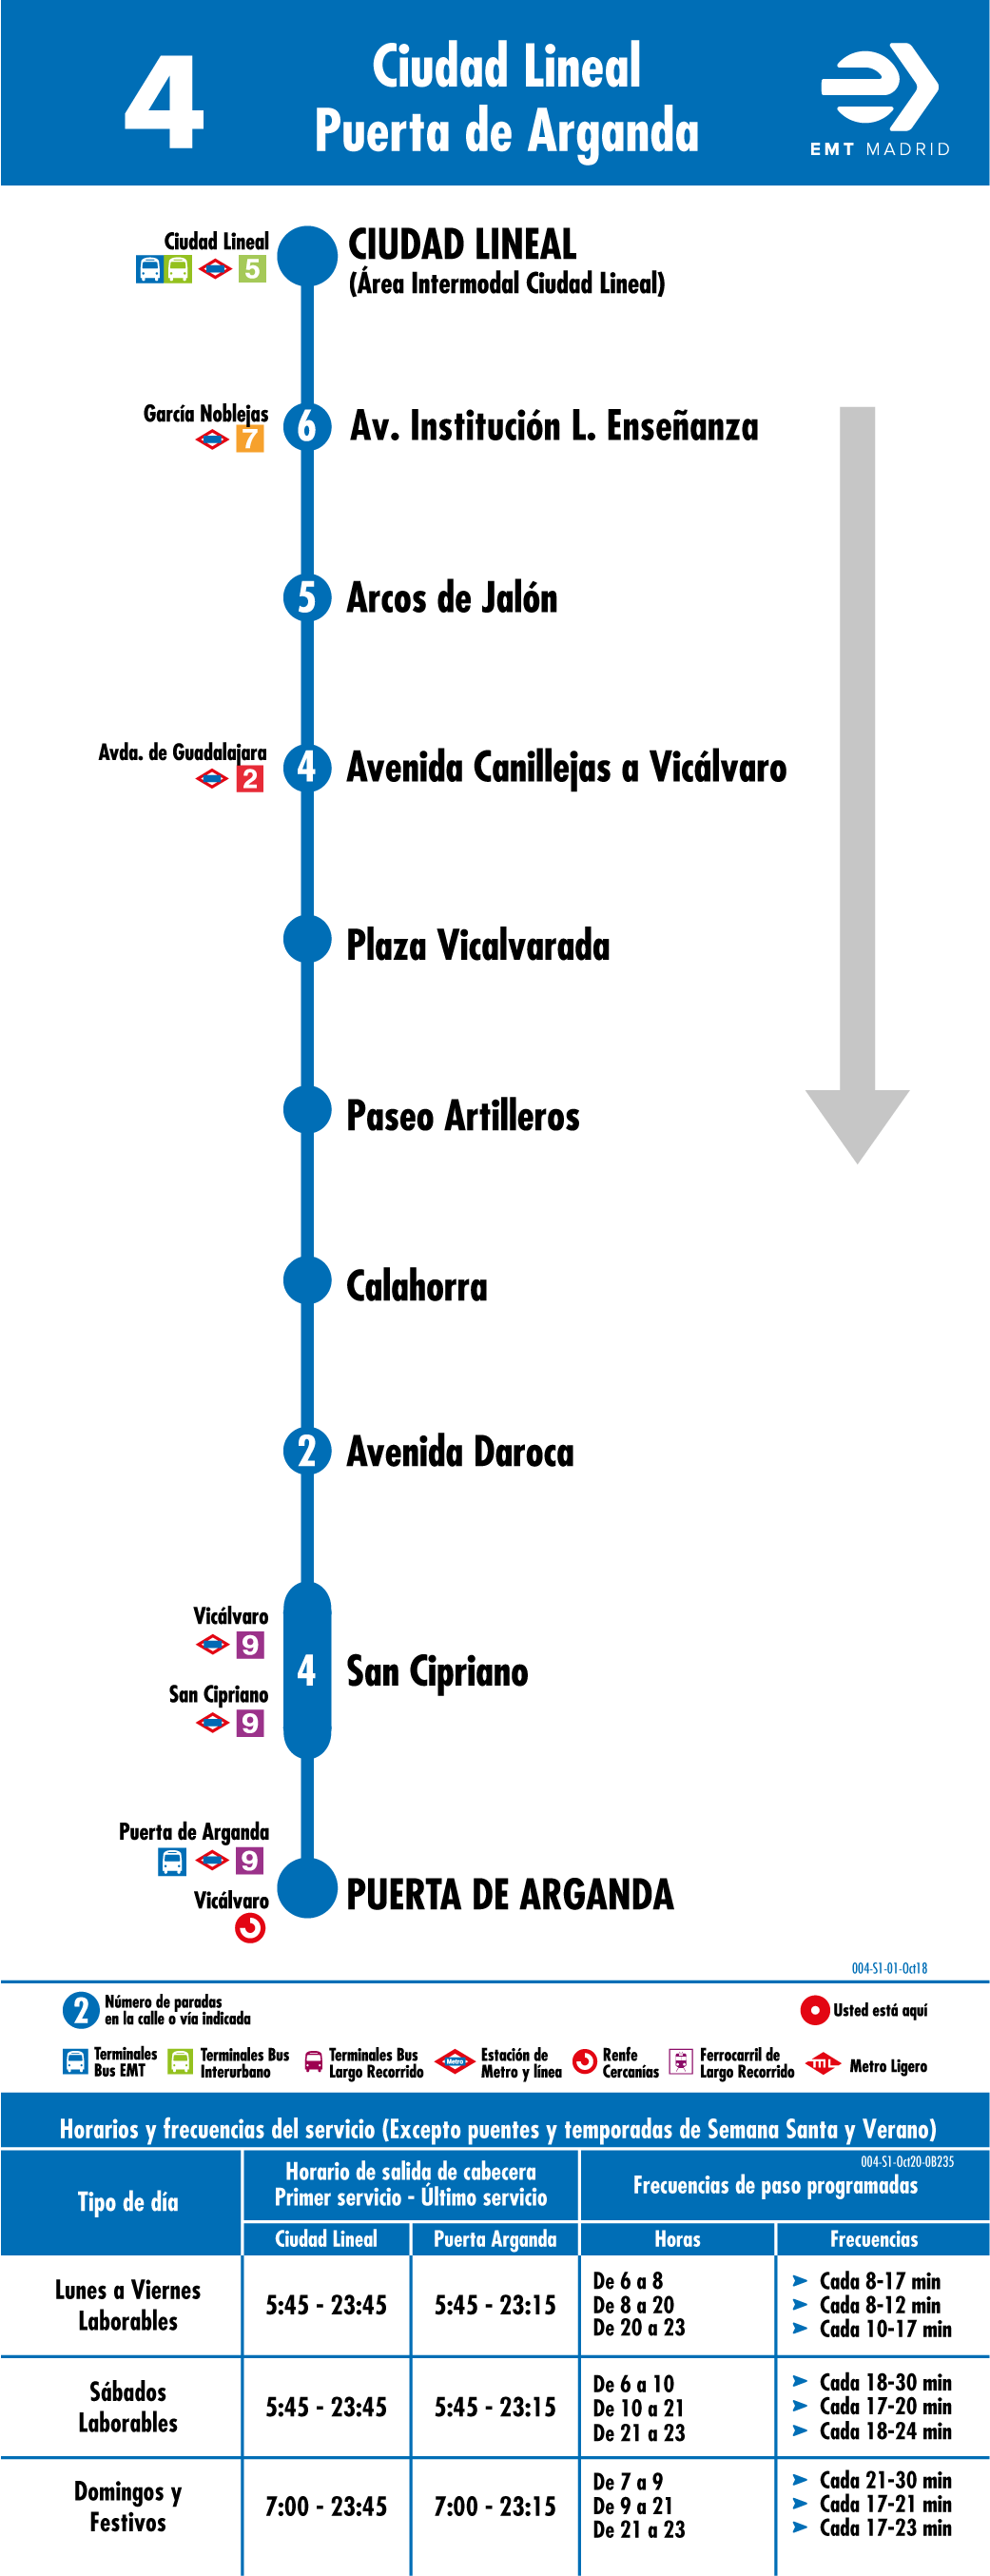 4
Ciudad Lineal
Puerta de Arganda
EMT MADRID
Ciudad Lineal
5
CIUDAD LINEAL
(Área Intermodal Ciudad Lineal)
García Noblejas
7
6
Av. Institución L. Enseñanza
5
Arcos de Jalón
Avda. de Guadalajara
2
4
Avenida Canillejas a Vicálvaro
Plaza Vicalvarada
Paseo Artilleros
Calahorra
2
Avenida Daroca
Vicálvaro
9
San Cipriano
9
4
San Cipriano
Puerta de Arganda
9
Vicálvaro
PUERTA DE ARGANDA
004-S1-01-Oct18
2
Número de paradas
en la calle o vía indicada
Usted está aquí
Terminales
Bus EMT
Terminales Bus
Interurbano
Terminales Bus
Largo Recorrido
Metro
Estación de
Metro y línea
Renfe
Cercanías
Ferrocarril de
Largo Recorrido
ML
Metro Ligero
Horarios y frecuencias del servicio (Excepto puentes y temporadas de Semana Santa y Verano)
004-S1-Oct20-0B235
Tipo de día
Horario de salida de cabecera
Primer servicio - Último servicio
Frecuencias de paso programadas
Ciudad Lineal
Puerta Arganda
Horas
Frecuencias
Lunes a Viernes
Laborables
5:45 - 23:45
5:45 - 23:15
De 6 a 8
Cada 8-17 min
De 8 a 20
Cada 8-12 min
De 20 a 23
Cada 10-17 min
Sábados
Laborables
5:45 - 23:45
5:45 - 23:15
De 6 a 10
Cada 18-30 min
De 10 a 21
Cada 17-20 min
De 21 a 23
Cada 18-24 min
Domingos y
Festivos
7:00 - 23:45
7:00 - 23:15
De 7 a 9
Cada 21-30 min
De 9 a 21
Cada 17-21 min
De 21 a 23
Cada 17-23 min